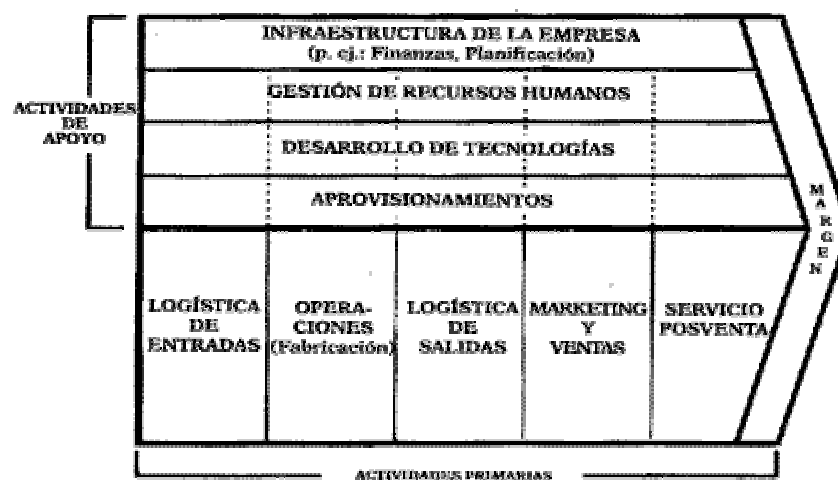 INFRAESTRUCTURA DE LA EMPRESA
(p. ej.: Finanzas, Planificación)
GESTIÓN DE RECURSOS HUMANOS
ACTIVIDADES
DE
APOYO
DESARROLLO DE TECNOLOGÍAS
APROVISIONAMIENTOS
MARGEN
LOGÍSTICA
DE
ENTRADAS
OPERA-
CIONES
(Fabricación)
LOGÍSTICA
DE
SALIDAS
MARKETING
Y
VENTAS
SERVICIO
POSVENTA
ACTIVIDADES PRIMARIAS